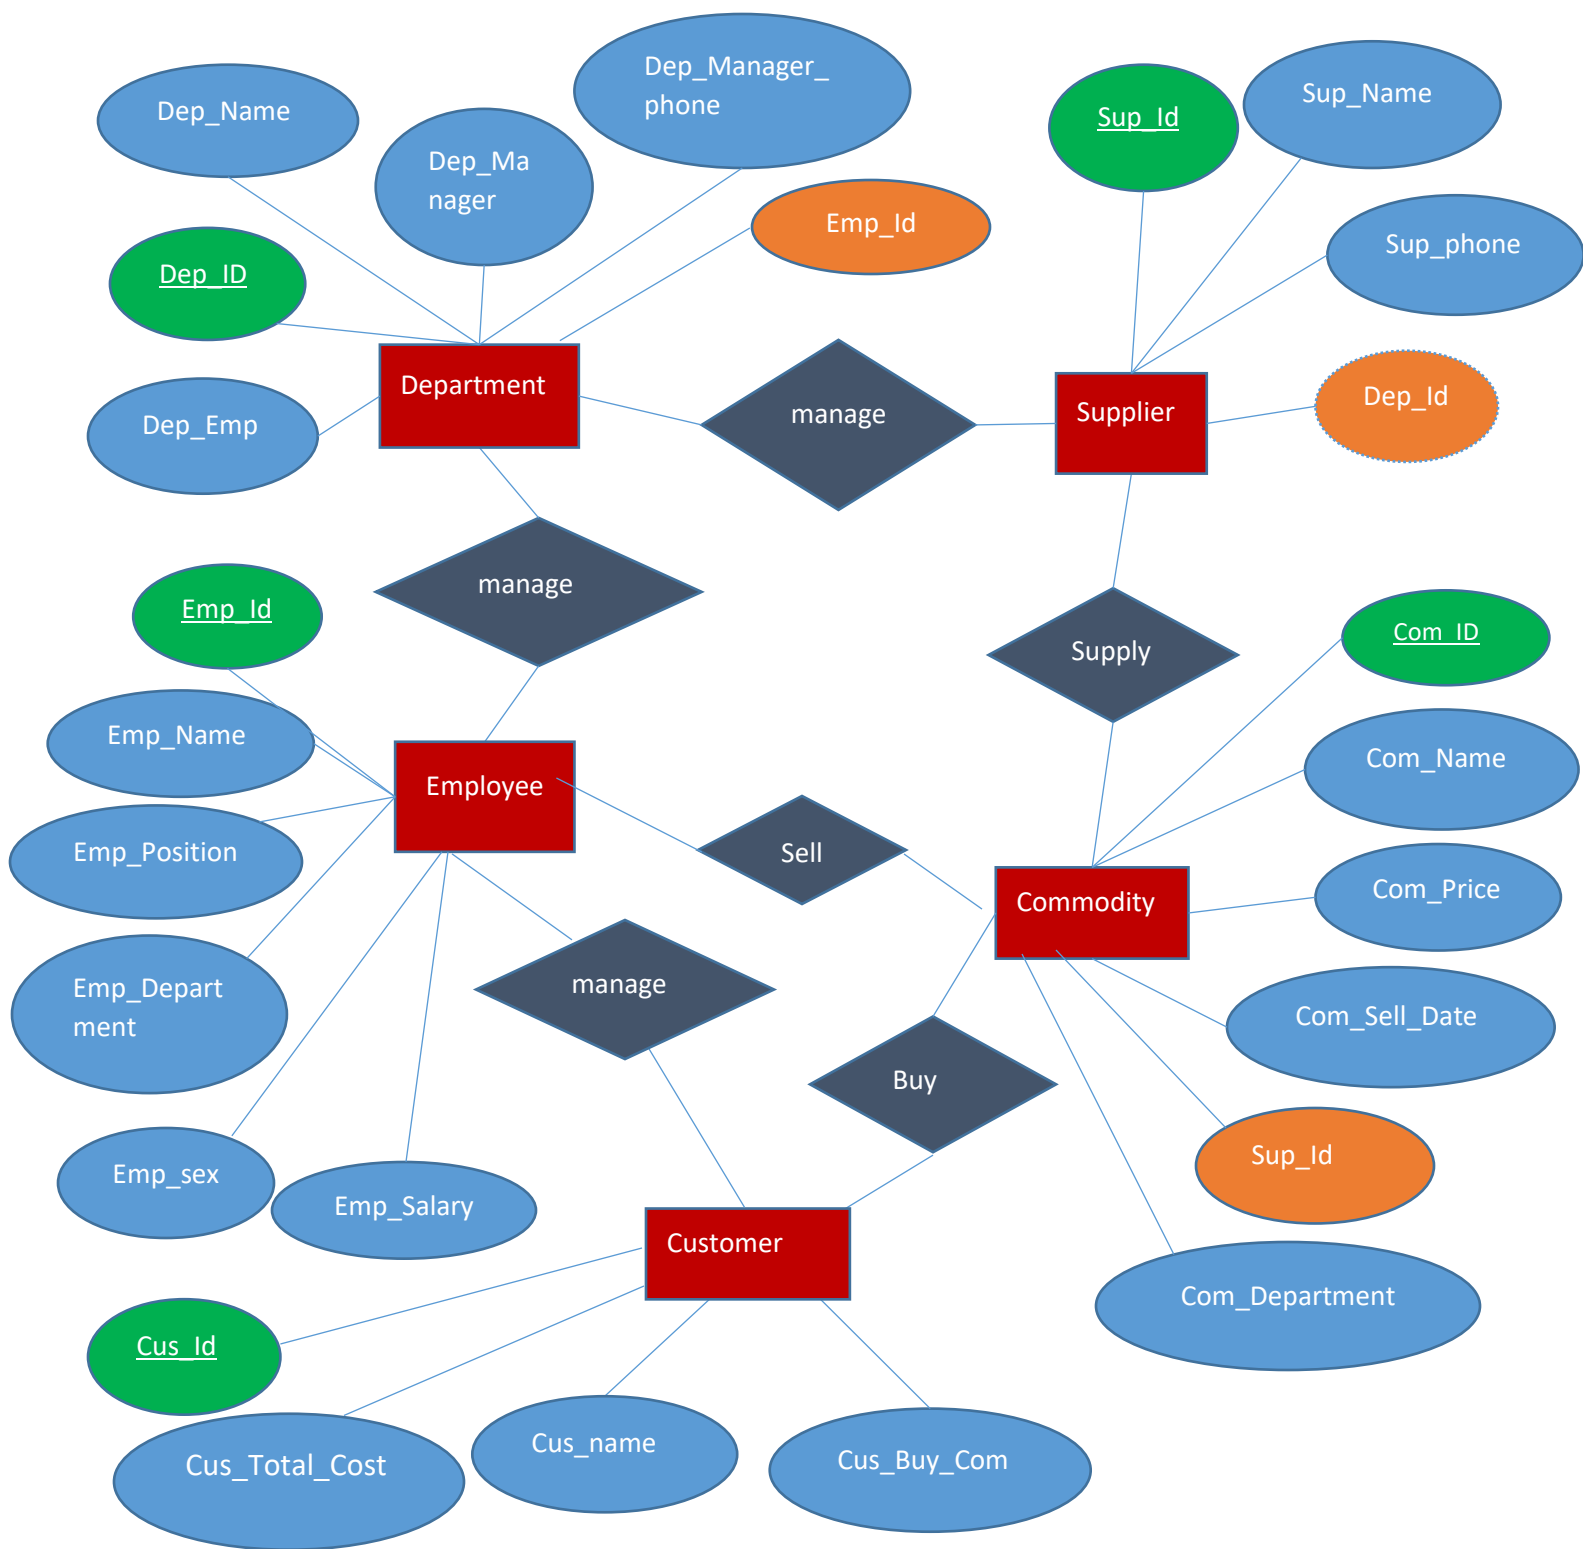 Dep_Manager_
phone
Dep_Name
Sup_Name
Sup_Id
Dep_Ma
nager
Emp_Id
Sup_phone
Dep_ID
Department
manage
Supplier
Dep_Id
Dep_Emp
manage
Emp_Id
Supply
Com_ID
Emp_Name
Com_Name
Employee
Emp_Position
Sell
Com_Price
Commodity
Emp_Depart
ment
manage
Com_Sell_Date
Buy
Sup_Id
Emp_sex
Emp_Salary
Customer
Com_Department
Cus_Id
Cus_name
Cus_Total_Cost
Cus_Buy_Com